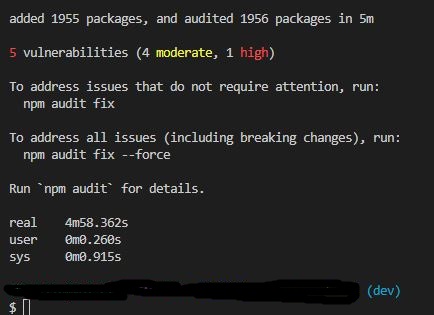 added 1955 packages, and audited 1956 packages in 5m
5 vulnerabilities (4 moderate, 1 high)
To address issues that do not require attention, run:
npm audit fix
To address all issues (including breaking changes), run:
npm audit fix --force
Run `npm audit` for details.
real 4m58.362s
user 0m0.260s
sys 0m0.915s
(dev)
$